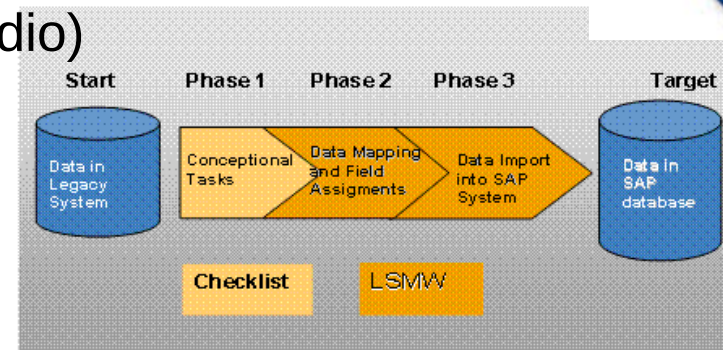 dio)
Start
Phase 1
Phase 2
Phase 3
Target
Data in
Legacy
System
Conceptional
Tasks
Data Mapping
and Field
Assigments
Data Import
into SAP
System
Data in
SAP
database
Checklist
LSMW